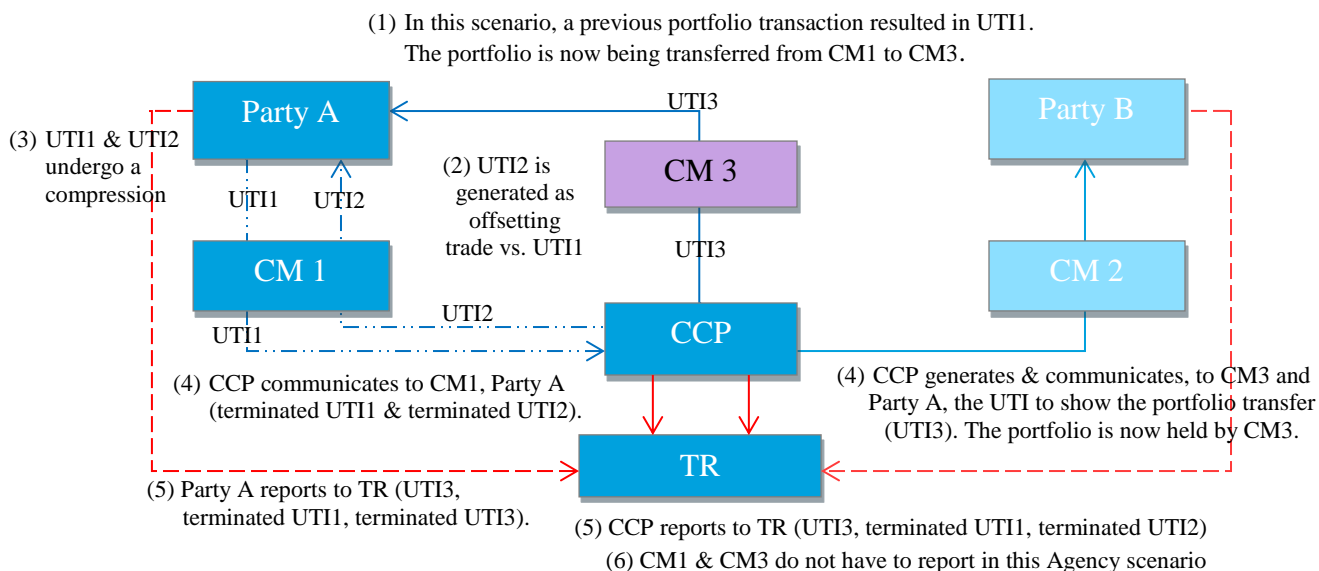 (1) In this scenario, a previous portfolio transaction resulted in UTI1.
The portfolio is now being transferred from CM1 to CM3.
Party A
UTI3
Party B
(3) UTI1 & UTI2
undergo a
compression
UTI1
UTI2
(2) UTI2 is
generated as
offsetting
trade vs. UTI1
CM 3
UTI3
CM 1
CM 2
UTI1
UTI2
CCP
(4) CCP communicates to CM1, Party A
(terminated UTI1 & terminated UTI2).
(4) CCP generates & communicates, to CM3 and
Party A, the UTI to show the portfolio transfer
(UTI3). The portfolio is now held by CM3.
TR
(5) Party A reports to TR (UTI3,
terminated UTI1, terminated UTI3).
(5) CCP reports to TR (UTI3, terminated UTI1, terminated UTI2)
(6) CM1 & CM3 do not have to report in this Agency scenario